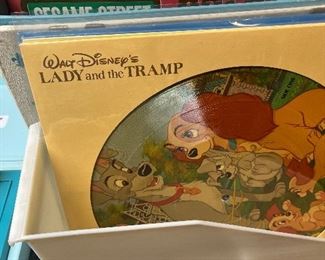 SESAME STREET
WALT DISNEY'S
LADY and the TRAMP